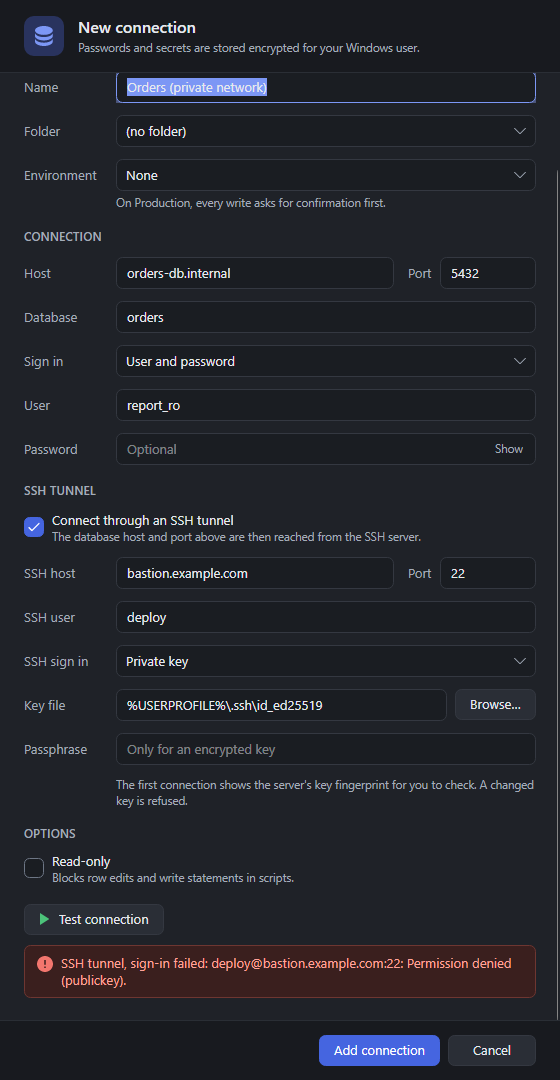 New connection
Passwords and secrets are stored encrypted for your Windows user.
Name
Orders (private network)
Folder
(no folder)
Environment
None
On Production, every write asks for confirmation first.
CONNECTION
Host
orders-db.internal
Port
5432
Database
orders
Sign in
User and password
User
report_ro
Password
Optional
Show
SSH TUNNEL
Connect through an SSH tunnel
The database host and port above are then reached from the SSH server.
SSH host
bastion.example.com
Port
22
SSH user
deploy
SSH sign in
Private key
Key file
%USERPROFILE%\.ssh\id_ed25519
Browse...
Passphrase
Only for an encrypted key
The first connection shows the server's key fingerprint for you to check. A changed
key is refused.
OPTIONS
Read-only
Blocks row edits and write statements in scripts.
Test connection
SSH tunnel, sign-in failed: deploy@bastion.example.com:22: Permission denied
(publickey).
Add connection
Cancel